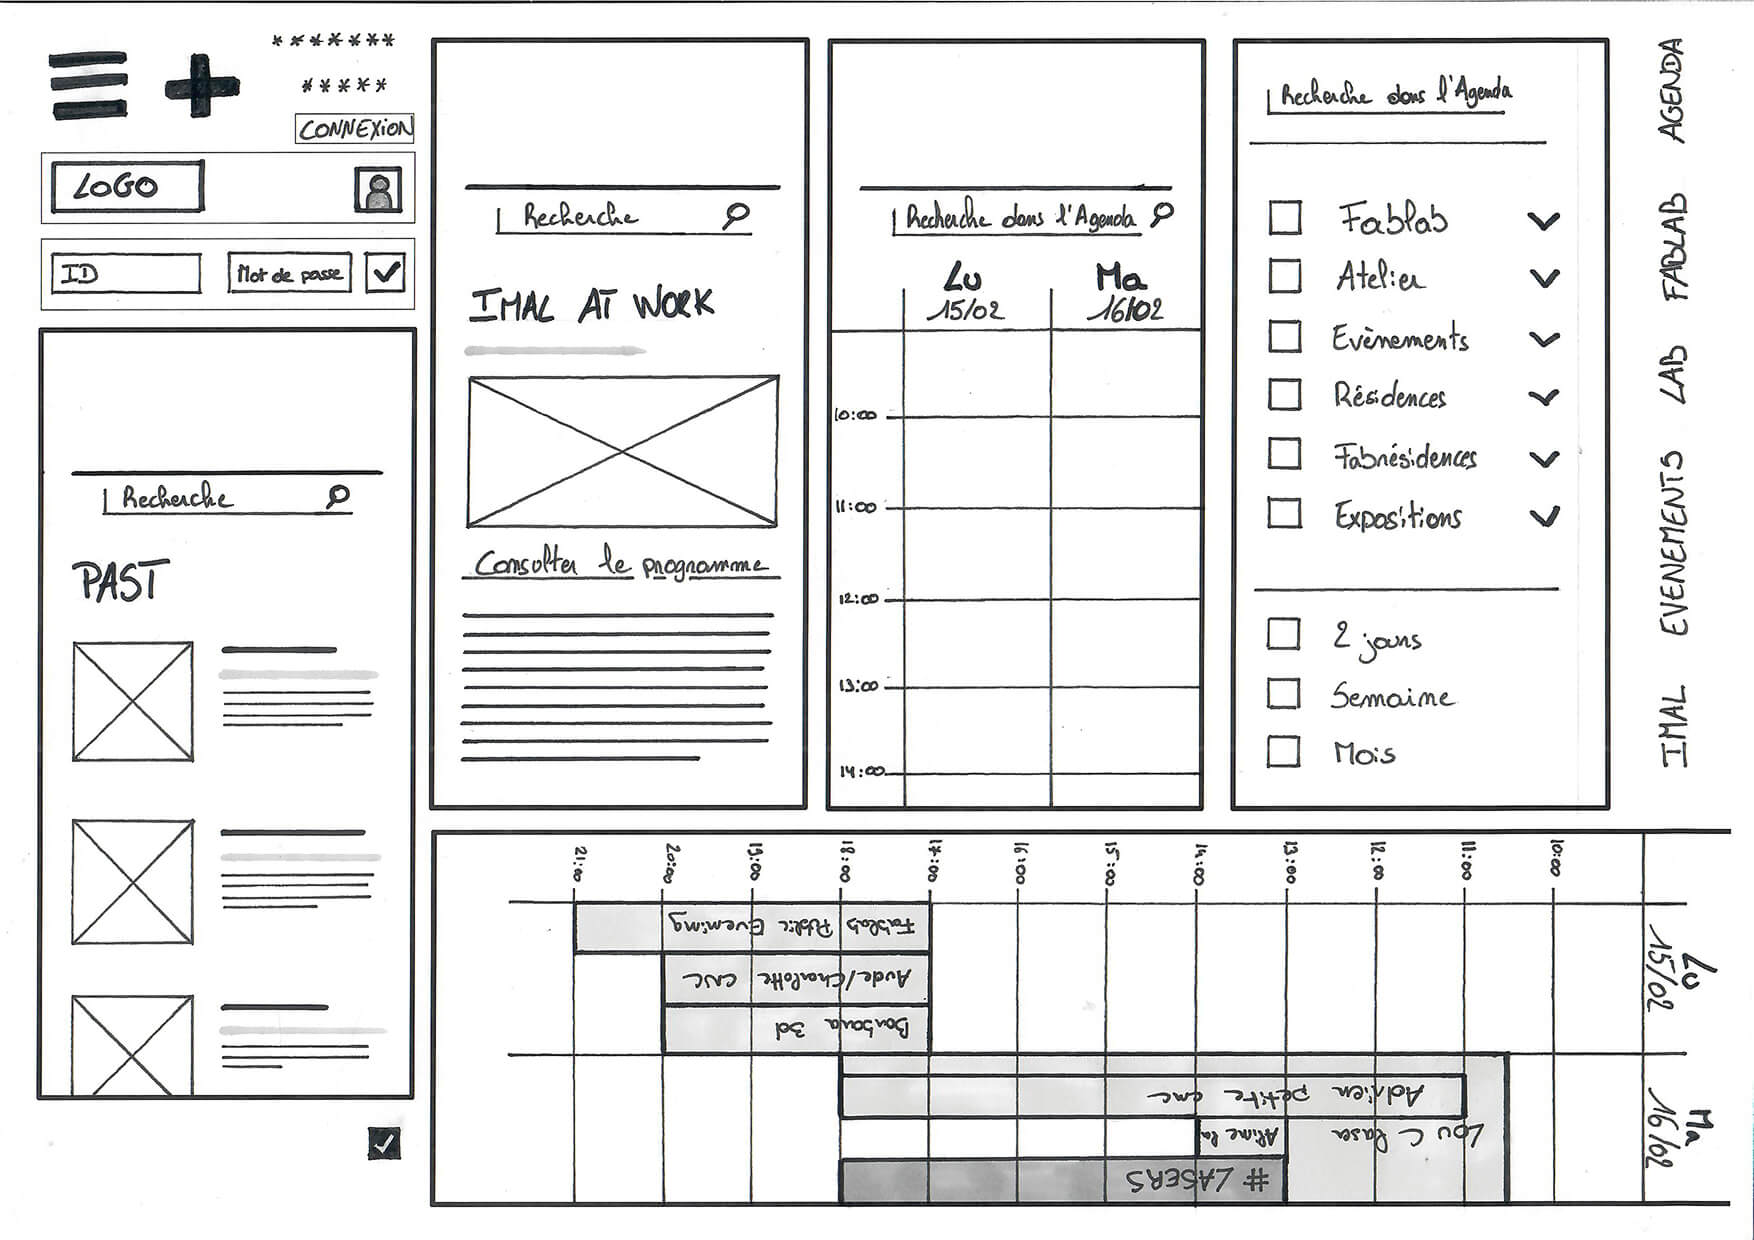 *******
*****
CONNEXION
LOGO
ID
Mot de passe
Recherche
PAST
Recherche
IMAL AT WORK
Consulter le programme
Recherche dans l'Agenda
Lu
15/02
Ma
16/02
10:00
11:00
12:00
13:00
14:00
Recherche dans l'Agenda
Fablab
Atelier
Evènements
Résidences
Fabrésidences
Expositions
2 jours
Semaine
Mois
AGENDA
FABLAB
LAB
EVENEMENTS
IMAL
10:00
11:00
12:00
13:00
14:00
15:00
16:00
17:00
18:00
19:00
20:00
21:00
Lu
15/02
Fablab Public Evening
Aude/Charlotte CNC
Barbara 3d
Ma
16/02
Adrien petite cnc
Lou C laser
Aline la
# LASERS